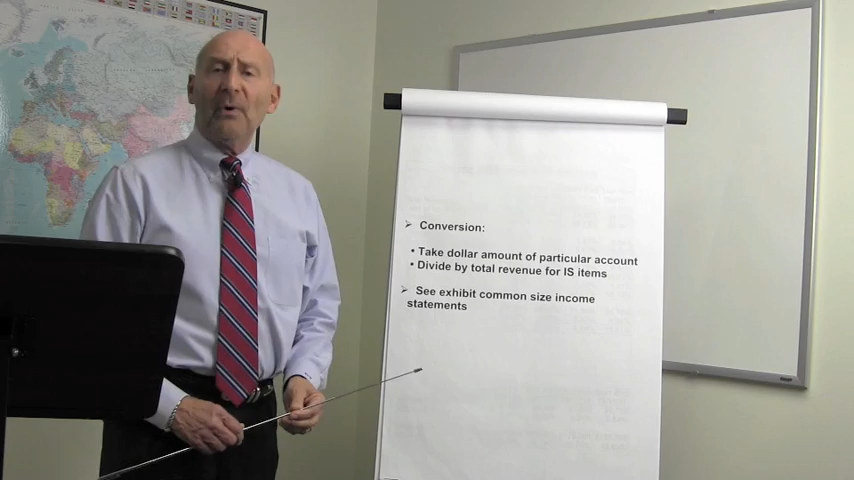 ➢ Conversion:
• Take dollar amount of particular account
• Divide by total revenue for IS items
➢ See exhibit common size income
statements